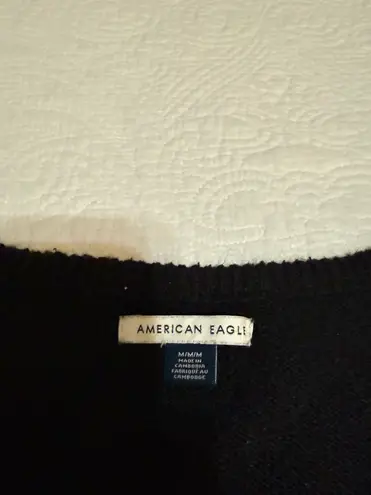 AMERICAN EAGLE
M/M/M
MADE IN
CAMBODIA
FABRIQUÉ AU
CAMBODGE